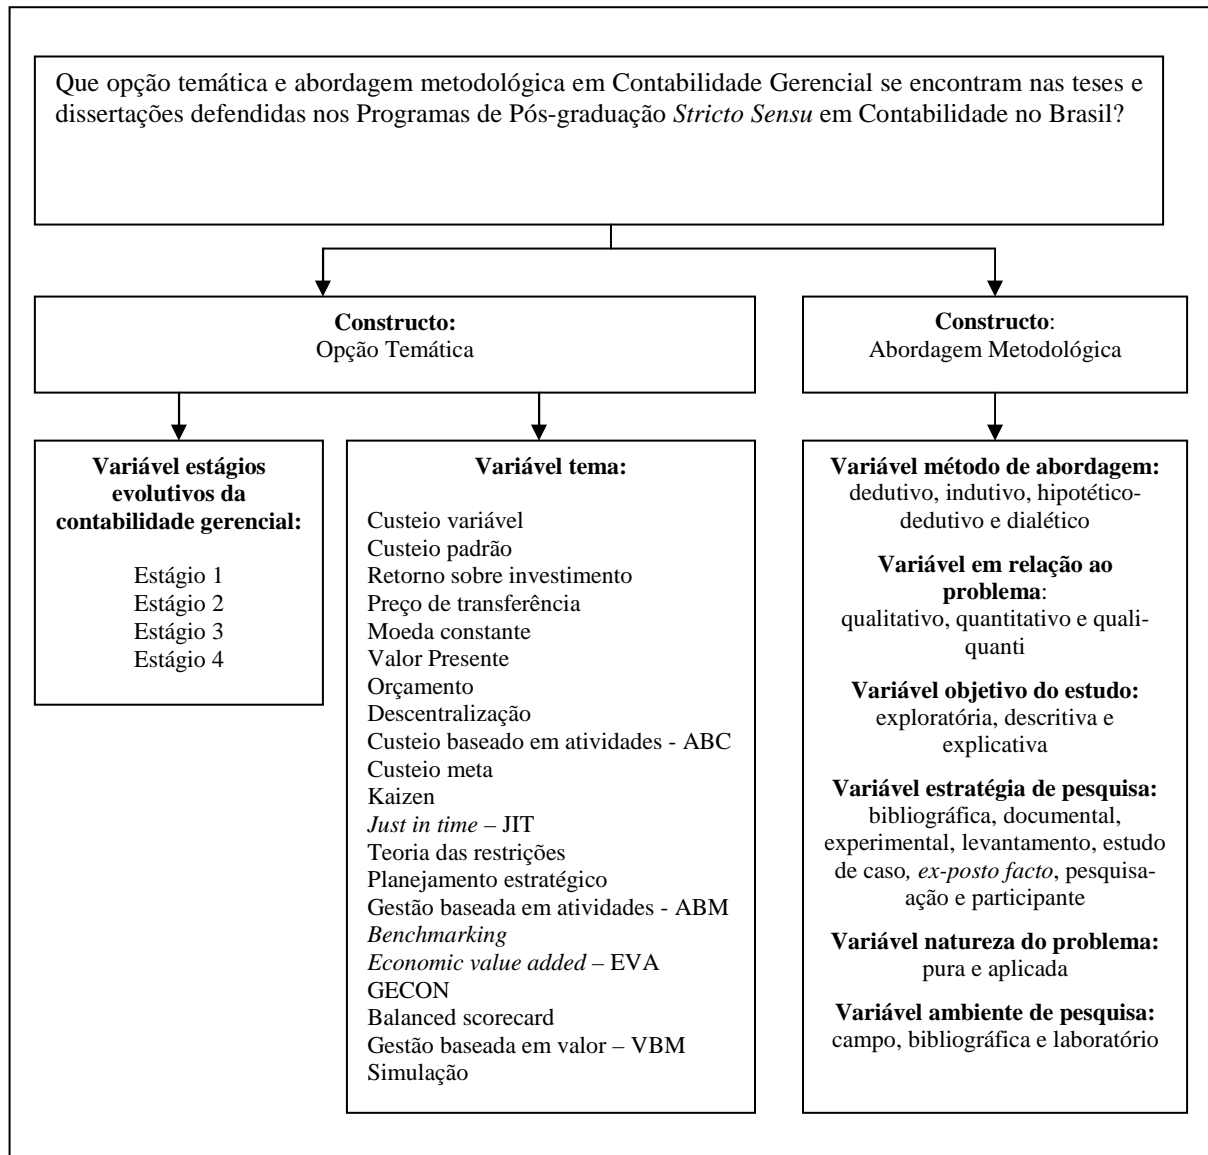 Que opção temática e abordagem metodológica em Contabilidade Gerencial se encontram nas teses e
dissertações defendidas nos Programas de Pós-graduação Stricto Sensu em Contabilidade no Brasil?
Constructo:
Opção Temática
Constructo:
Abordagem Metodológica
Variável estágios
evolutivos da
contabilidade gerencial:
Estágio 1
Estágio 2
Estágio 3
Estágio 4
Variável tema:
Custeio variável
Custeio padrão
Retorno sobre investimento
Preço de transferência
Moeda constante
Valor Presente
Orçamento
Descentralização
Custeio baseado em atividades - ABC
Custeio meta
Kaizen
Just in time – JIT
Teoria das restrições
Planejamento estratégico
Gestão baseada em atividades - ABM
Benchmarking
Economic value added – EVA
GECON
Balanced scorecard
Gestão baseada em valor – VBM
Simulação
Variável método de abordagem:
dedutivo, indutivo, hipotético-
dedutivo e dialético
Variável em relação ao
problema:
qualitativo, quantitativo e quali-
quanti
Variável objetivo do estudo:
exploratória, descritiva e
explicativa
Variável estratégia de pesquisa:
bibliográfica, documental,
experimental, levantamento, estudo
de caso, ex-posto facto, pesquisa-
ação e participante
Variável natureza do problema:
pura e aplicada
Variável ambiente de pesquisa:
campo, bibliográfica e laboratório